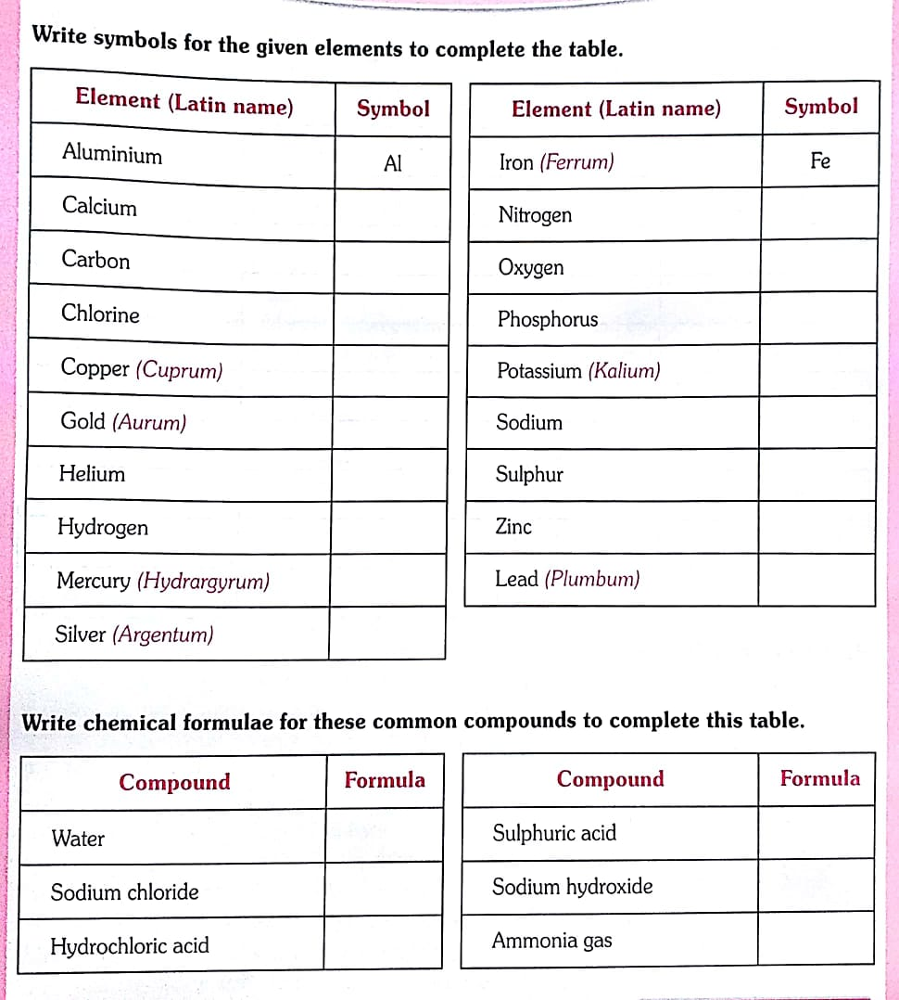 Write symbols for the given elements to complete the table.
Element (Latin name) Symbol
Aluminium Al
Calcium
Carbon
Chlorine
Copper (Cuprum)
Gold (Aurum)
Helium
Hydrogen
Mercury (Hydrargyrum)
Silver (Argentum)
Element (Latin name) Symbol
Iron (Ferrum) Fe
Nitrogen
Oxygen
Phosphorus
Potassium (Kalium)
Sodium
Sulphur
Zinc
Lead (Plumbum)
Write chemical formulae for these common compounds to complete this table.
Compound Formula
Water
Sodium chloride
Hydrochloric acid
Compound Formula
Sulphuric acid
Sodium hydroxide
Ammonia gas